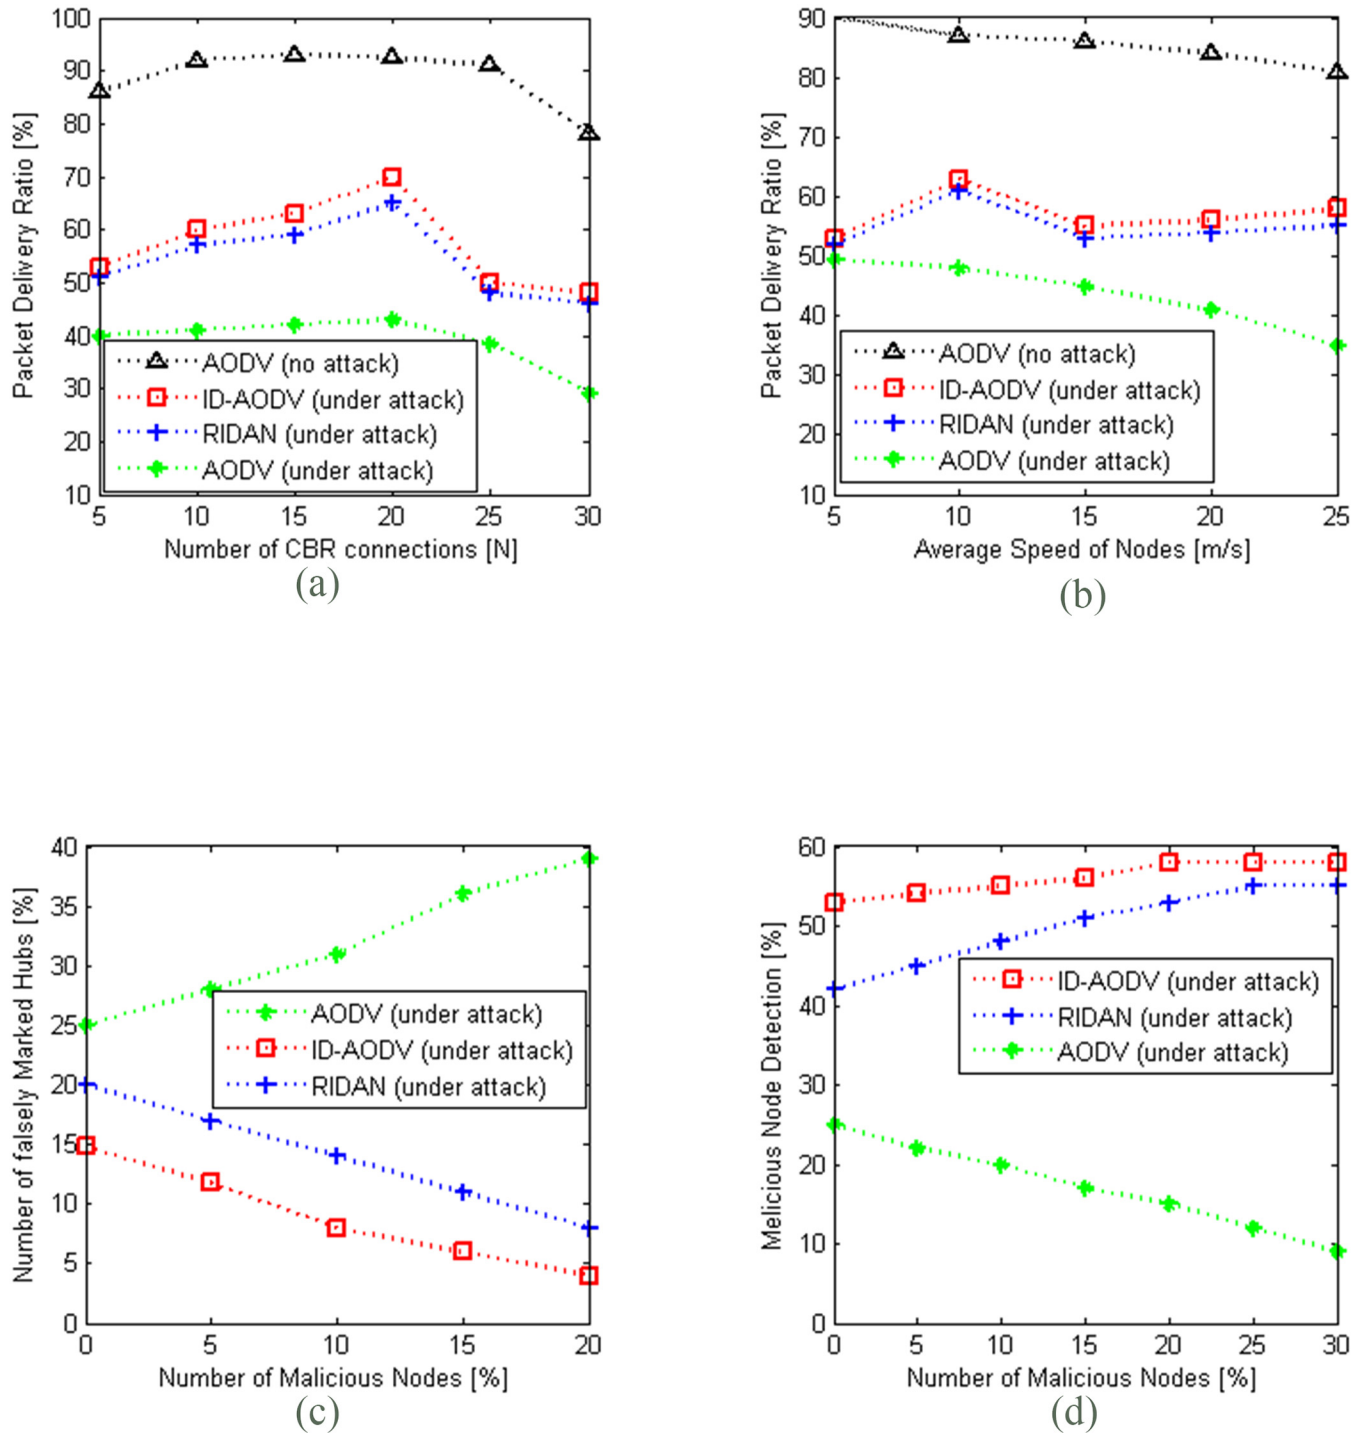 100
90
80
70
60
50
40
30
20
10
Packet Delivery Ratio [%]
AODV (no attack)
ID-AODV (under attack)
RIDAN (under attack)
AODV (under attack)
5 10 15 20 25 30
Number of CBR connections [N]
(a)
90
80
70
60
50
40
30
20
10
Packet Delivery Ratio [%]
AODV (no attack)
ID-AODV (under attack)
RIDAN (under attack)
AODV (under attack)
5 10 15 20 25
Average Speed of Nodes [m/s]
(b)
40
35
30
25
20
15
10
5
0
Number of falsely Marked Hubs [%]
AODV (under attack)
ID-AODV (under attack)
RIDAN (under attack)
0 5 10 15 20
Number of Malicious Nodes [%]
(c)
60
50
40
30
20
10
0
Melicious Node Detection [%]
ID-AODV (under attack)
RIDAN (under attack)
AODV (under attack)
0 5 10 15 20 25 30
Number of Malicious Nodes [%]
(d)